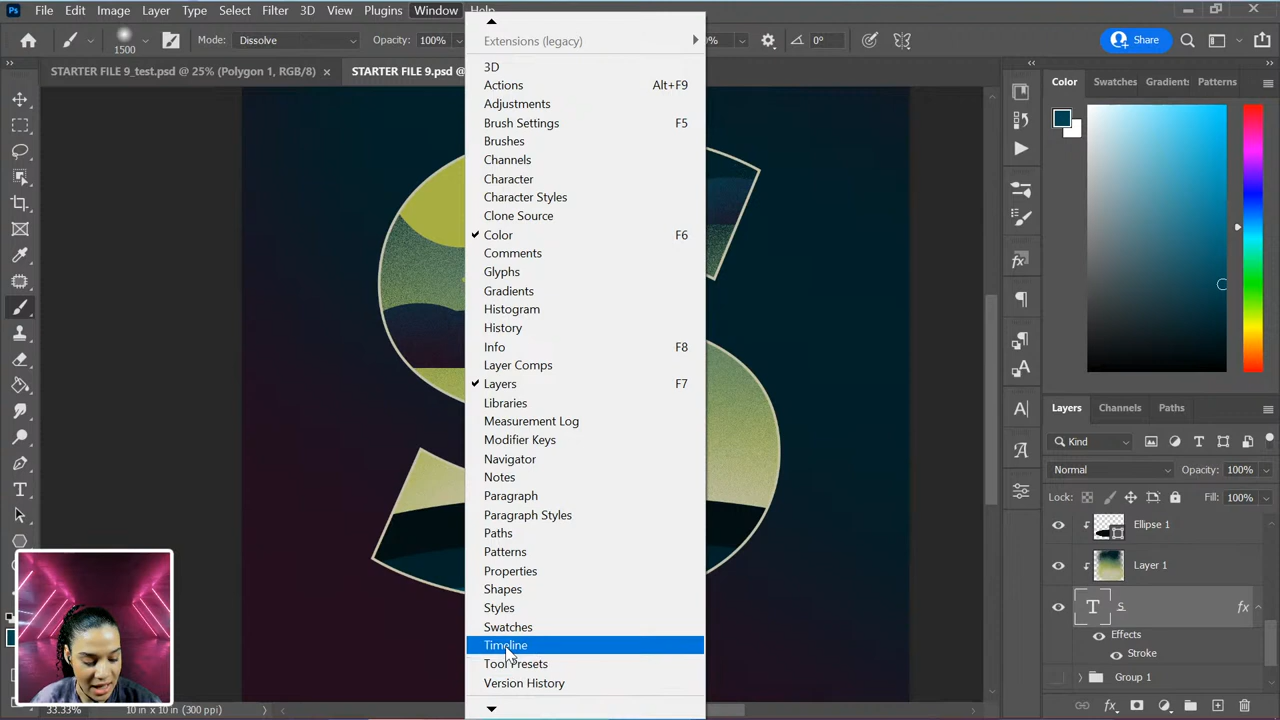 Ps File Edit Image Layer Type Select Filter 3D View Plugins Window Help
1500 Mode: Dissolve Opacity: 100% 0° Share
STARTER FILE 9_test.psd @ 25% (Polygon 1, RGB/8) × STARTER FILE 9.psd @
Extensions (legacy)
3D
Actions Alt+F9
Adjustments
Brush Settings F5
Brushes
Channels
Character
Character Styles
Clone Source
Color F6
Comments
Glyphs
Gradients
Histogram
History
Info F8
Layer Comps
Layers F7
Libraries
Measurement Log
Modifier Keys
Navigator
Notes
Paragraph
Paragraph Styles
Paths
Patterns
Properties
Shapes
Styles
Swatches
Timeline
Tool Presets
Version History
Color Swatches Gradient: Patterns
Layers Channels Paths
Kind
Normal Opacity: 100%
Lock: Fill: 100%
Ellipse 1
Layer 1
T S fx
Effects
Stroke
Group 1
33.33% 10 in x 10 in (300 ppi)